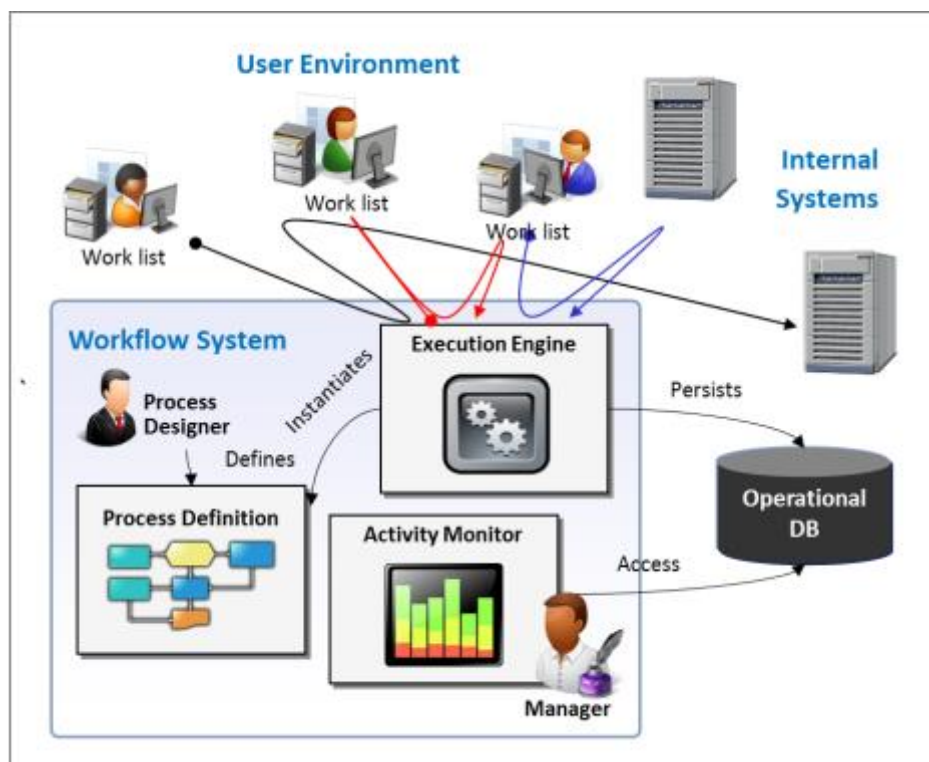 User Environment
Internal
Systems
Work list
Work list
Work list
Workflow System
Execution Engine
Process
Designer
Instantiates
Persists
Defines
Process Definition
Activity Monitor
Operational
DB
Access
Manager